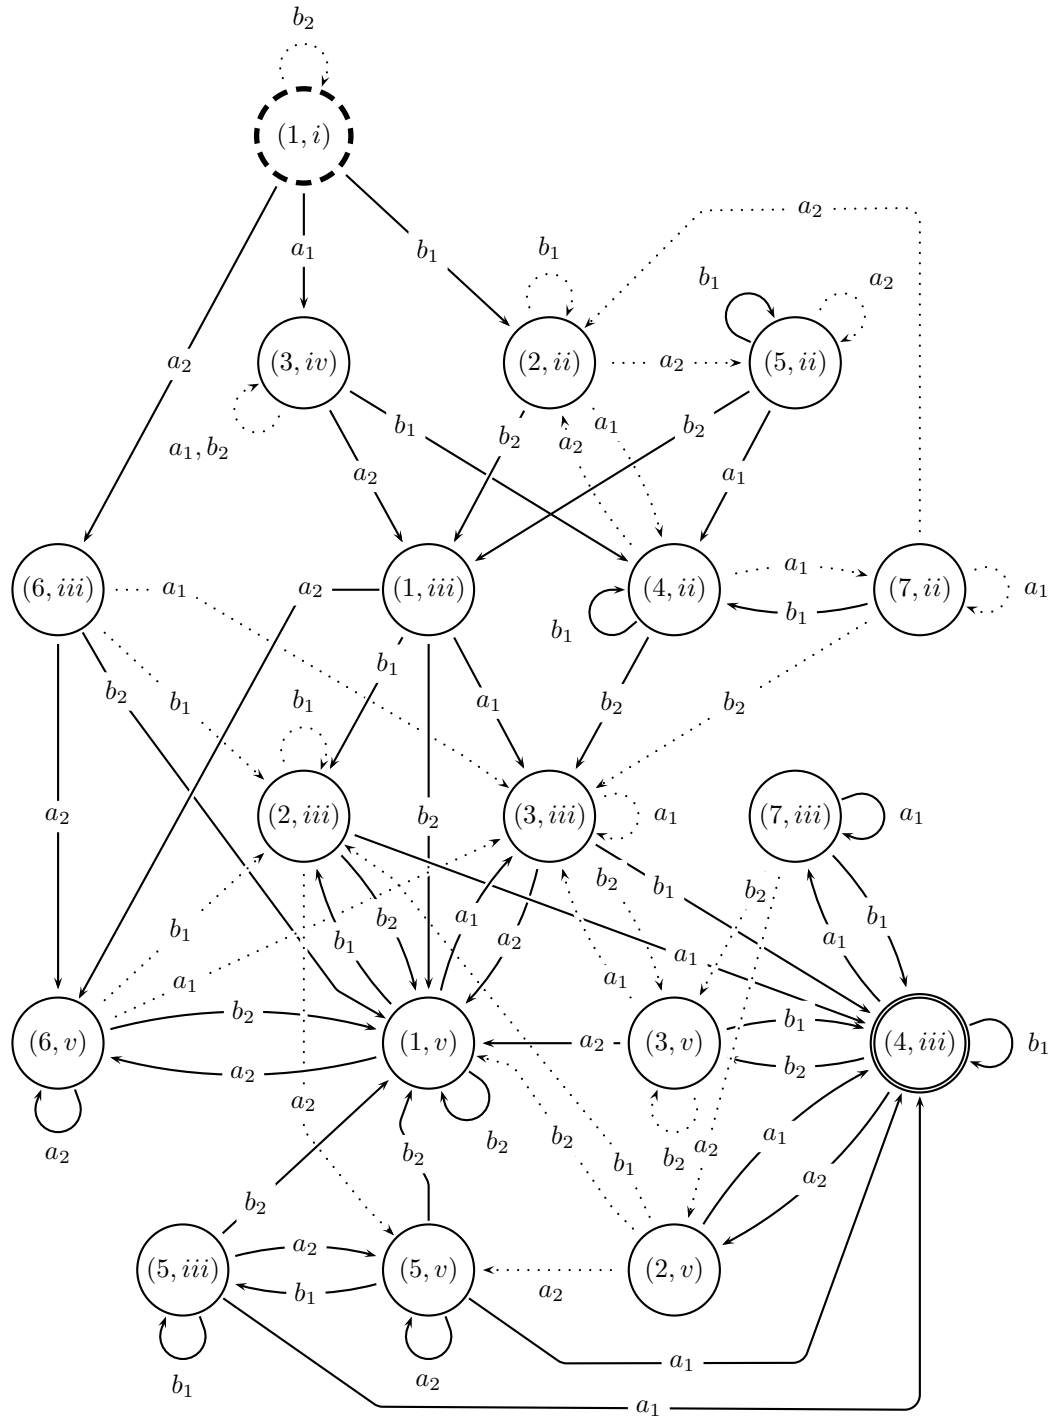 b₂
(1, i)
a₂
a₁
b₁
b₁
b₁
a₂
a₂
(3, iv)
(2, ii)
a₂
(5, ii)
a₂
a₁, b₂
b₁
b₂
a₂
a₁
b₂
a₂
a₁
(6, iii)
a₁
a₂
(1, iii)
(4, ii)
a₁
(7, ii)
a₁
b₁
b₁
b₂
b₁
b₁
b₁
a₁
b₂
b₂
a₂
(2, iii)
b₂
(3, iii)
a₁
(7, iii)
a₁
b₂
b₁
b₂
b₁
b₁
b₂
a₁
a₂
a₁
a₁
b₁
a₁
a₁
(6, v)
b₂
(1, v)
a₂
(3, v)
b₁
(4, iii)
b₁
a₂
b₂
a₂
a₂
b₂
b₂
b₂
b₂
a₂
a₁
b₂
b₁
a₂
(5, iii)
a₂
(5, v)
(2, v)
b₁
a₂
b₁
a₂
a₁
a₁